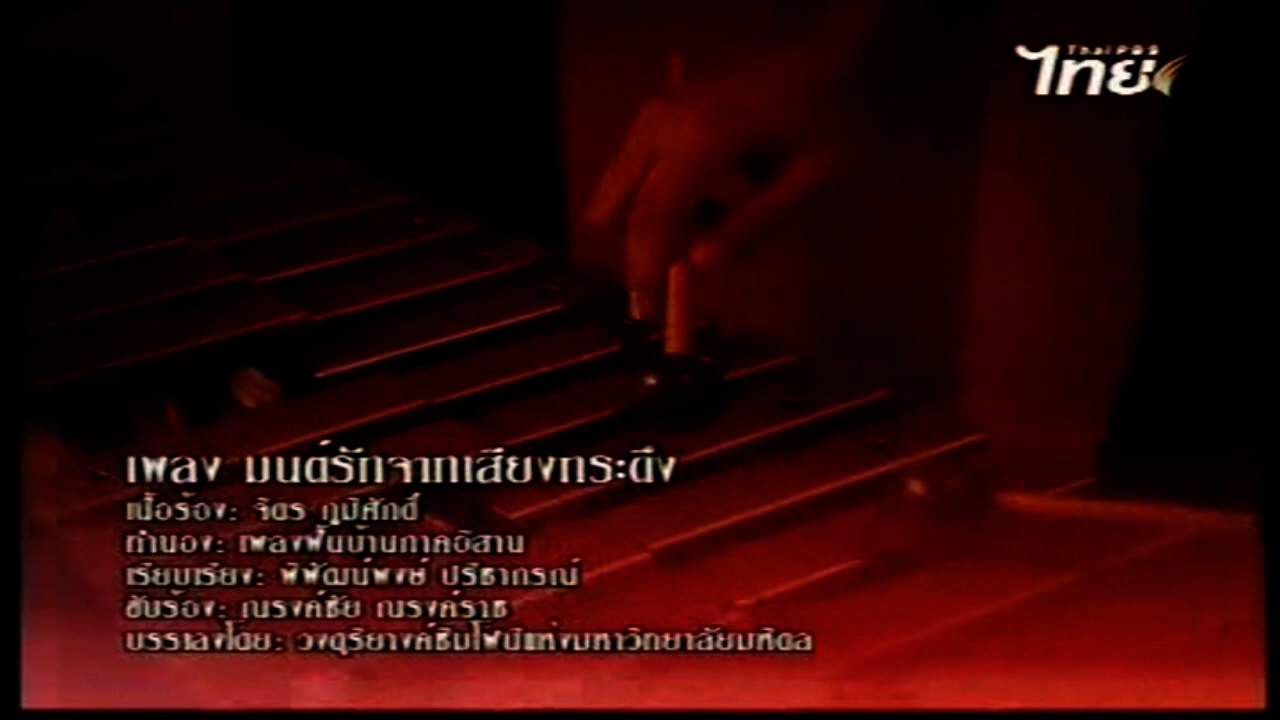 Thai PBS
ไทย
เพลง มนต์รักจากเสียงกระดึง
เนื้อร้อง: จิตร ภูมิศักดิ์
ทำนอง: เพลงพื้นบ้านภาคอิสาน
เรียบเรียง: พิพัฒน์พงษ์ ปรีชากรณ์
ขับร้อง: ณรงค์ชัย ณรงค์ราช
บรรเลงโดย: วงดุริยางค์ซิมโฟนีแห่งมหาวิทยาลัยมหิดล